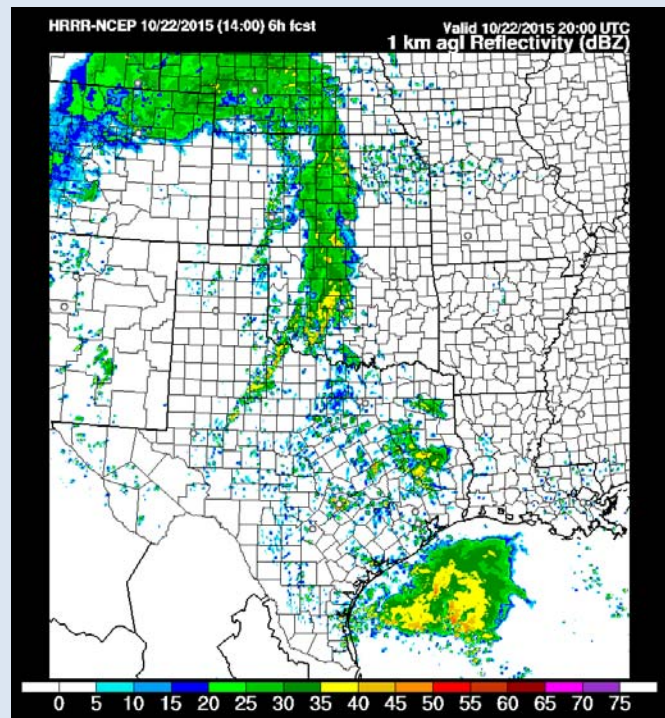 HRRR-NCEP 10/22/2015 (14:00) 6h fcst
Valid 10/22/2015 20:00 UTC
1 km agl Reflectivity (dBZ)
0 5 10 15 20 25 30 35 40 45 50 55 60 65 70 75